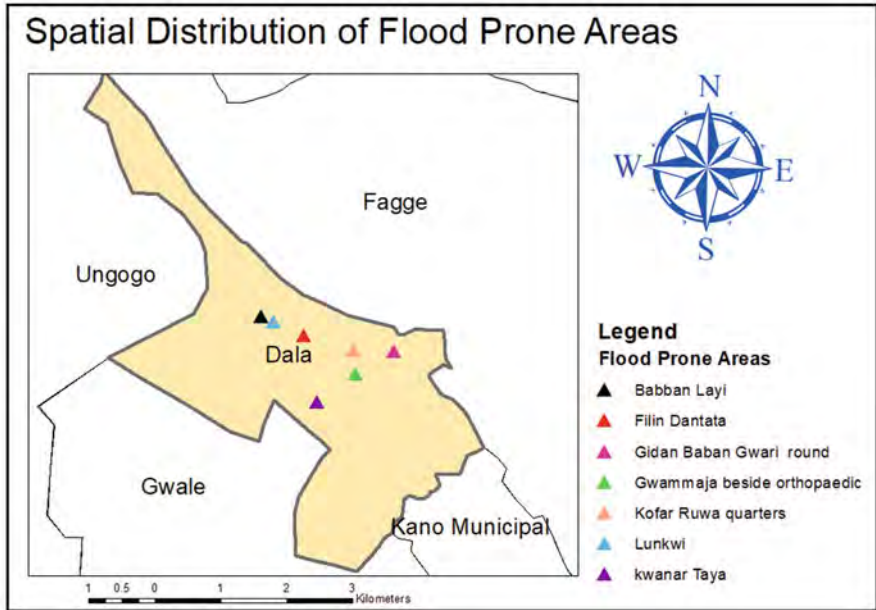 Spatial Distribution of Flood Prone Areas
N
W E
S
Fagge
Ungogo
Dala
Gwale
Kano Municipal
Legend
Flood Prone Areas
Babban Layi
Filin Dantata
Gidan Baban Gwari round
Gwammaja beside orthopaedic
Kofar Ruwa quarters
Lunkwi
kwanar Taya
1 0.5 0 1 2 3
Kilometers